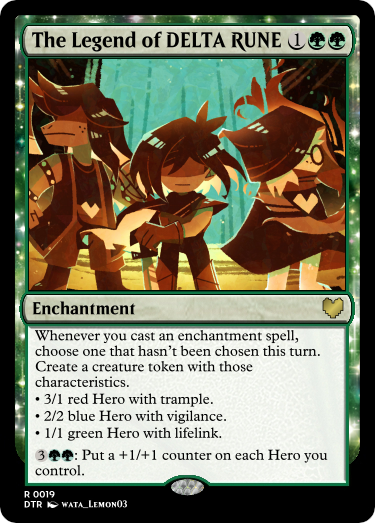 The Legend of DELTA RUNE 1
Enchantment
Whenever you cast an enchantment spell,
choose one that hasn't been chosen this turn.
Create a creature token with those
characteristics.
• 3/1 red Hero with trample.
• 2/2 blue Hero with vigilance.
• 1/1 green Hero with lifelink.
3: Put a +1/+1 counter on each Hero you
control.
R 0019
DTR wata_Lemon03